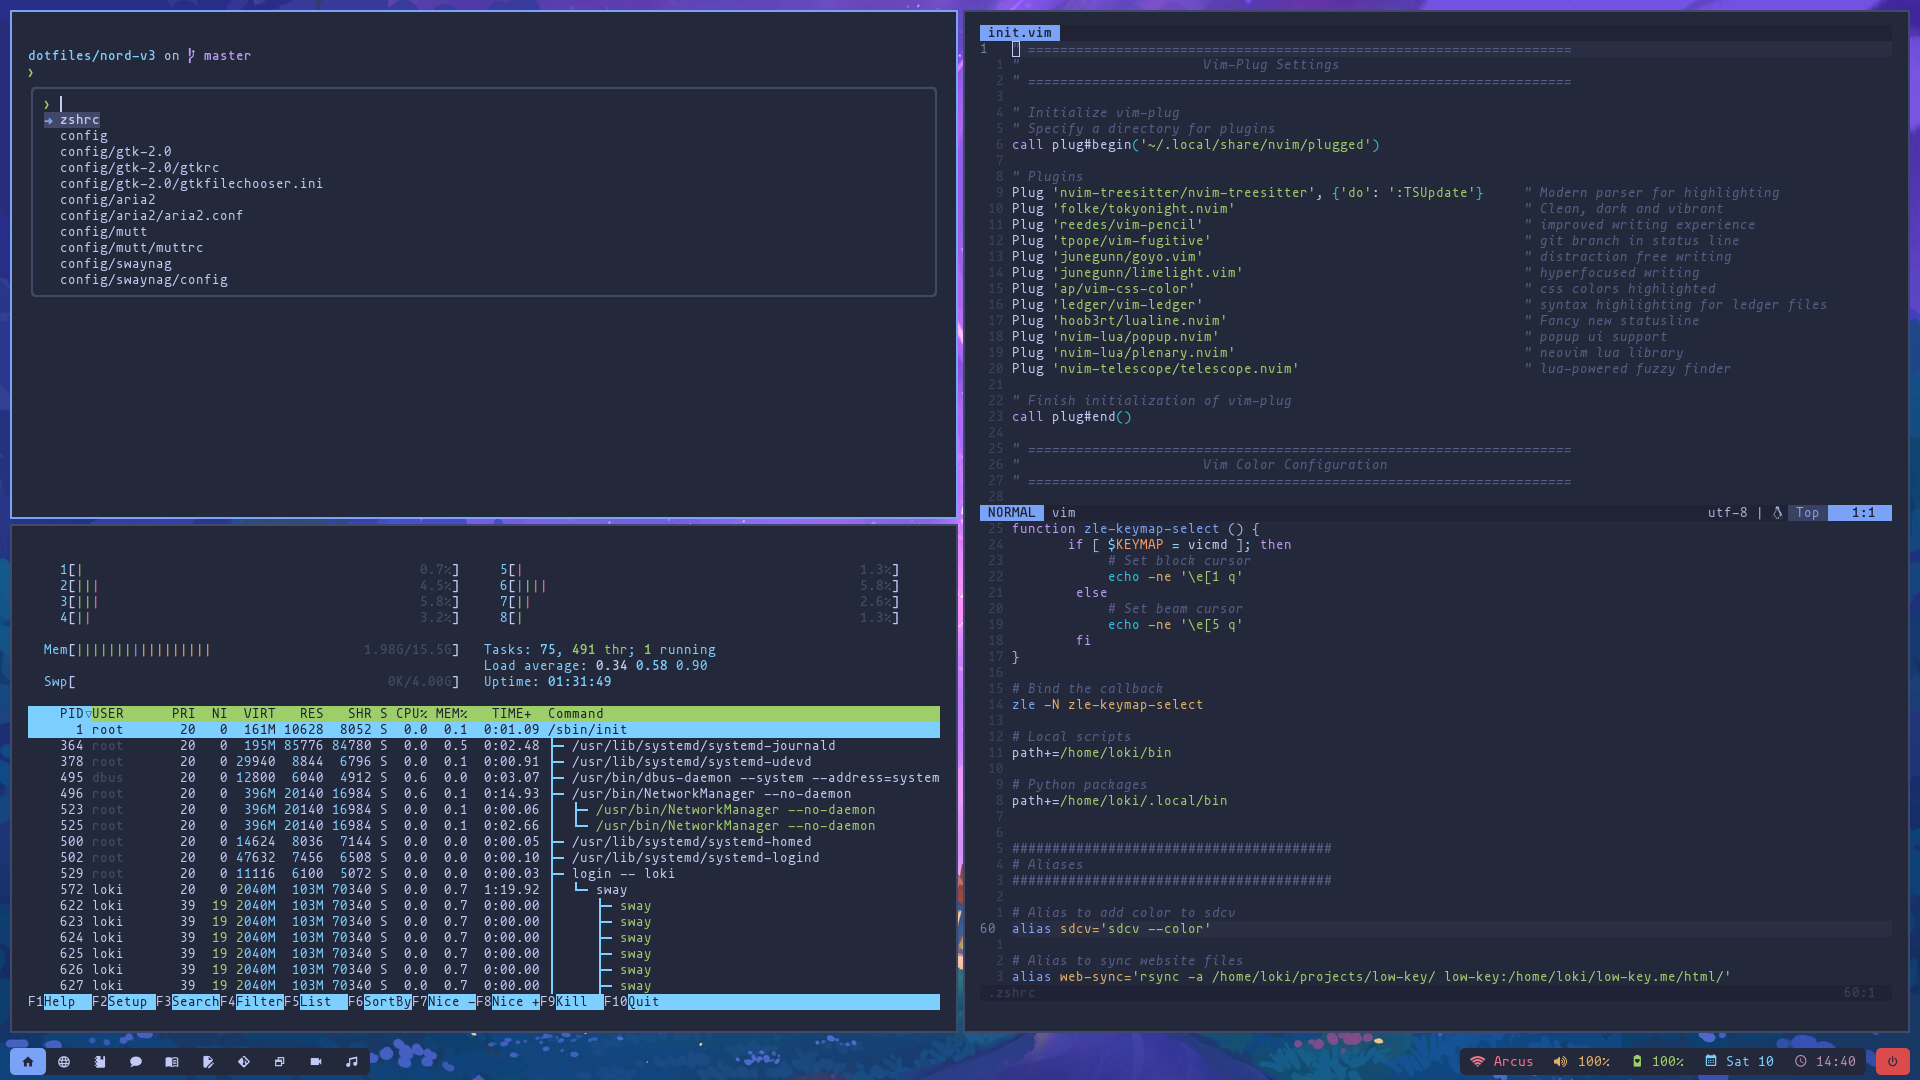 dotfiles/nord-v3 on master
❯
❯
→ zshrc
config
config/gtk-2.0
config/gtk-2.0/gtkrc
config/gtk-2.0/gtkfilechooser.ini
config/aria2
config/aria2/aria2.conf
config/mutt
config/mutt/muttrc
config/swaynag
config/swaynag/config
1[| 0.7%] 5[| 1.3%]
2[||| 4.5%] 6[|||| 5.8%]
3[||| 5.8%] 7[|| 2.6%]
4[|| 3.2%] 8[| 1.3%]
Mem[||||||||||||||||| 1.98G/15.5G] Tasks: 75, 491 thr; 1 running
Load average: 0.34 0.58 0.90
Swp[ 0K/4.00G] Uptime: 01:31:49
PID▽USER PRI NI VIRT RES SHR S CPU% MEM% TIME+ Command
1 root 20 0 161M 10628 8052 S 0.0 0.1 0:01.09 /sbin/init
364 root 20 0 195M 85776 84780 S 0.0 0.5 0:02.48 ├─ /usr/lib/systemd/systemd-journald
378 root 20 0 29940 8844 6796 S 0.0 0.1 0:00.91 ├─ /usr/lib/systemd/systemd-udevd
495 dbus 20 0 12800 6040 4912 S 0.6 0.0 0:03.07 ├─ /usr/bin/dbus-daemon --system --address=system
496 root 20 0 396M 20140 16984 S 0.6 0.1 0:14.93 ├─ /usr/bin/NetworkManager --no-daemon
523 root 20 0 396M 20140 16984 S 0.0 0.1 0:00.06 │ ├─ /usr/bin/NetworkManager --no-daemon
525 root 20 0 396M 20140 16984 S 0.0 0.1 0:02.66 │ └─ /usr/bin/NetworkManager --no-daemon
500 root 20 0 14624 8036 7144 S 0.0 0.0 0:00.05 ├─ /usr/lib/systemd/systemd-homed
502 root 20 0 47632 7456 6508 S 0.0 0.0 0:00.10 ├─ /usr/lib/systemd/systemd-logind
529 root 20 0 11116 6100 5072 S 0.0 0.0 0:00.03 ├─ login -- loki
572 loki 20 0 2040M 103M 70340 S 0.0 0.7 1:19.92 │ └─ sway
622 loki 39 19 2040M 103M 70340 S 0.0 0.7 0:00.00 │ ├─ sway
623 loki 39 19 2040M 103M 70340 S 0.0 0.7 0:00.00 │ ├─ sway
624 loki 39 19 2040M 103M 70340 S 0.0 0.7 0:00.00 │ ├─ sway
625 loki 39 19 2040M 103M 70340 S 0.0 0.7 0:00.00 │ ├─ sway
626 loki 39 19 2040M 103M 70340 S 0.0 0.7 0:00.00 │ ├─ sway
627 loki 39 19 2040M 103M 70340 S 0.0 0.7 0:00.00 │ ├─ sway
F1Help F2Setup F3SearchF4FilterF5List F6SortByF7Nice -F8Nice +F9Kill F10Quit
init.vim
1 " ====================================================================
1 " Vim-Plug Settings
2 " ====================================================================
3
4 " Initialize vim-plug
5 " Specify a directory for plugins
6 call plug#begin('~/.local/share/nvim/plugged')
7
8 " Plugins
9 Plug 'nvim-treesitter/nvim-treesitter', {'do': ':TSUpdate'} " Modern parser for highlighting
10 Plug 'folke/tokyonight.nvim' " Clean, dark and vibrant
11 Plug 'reedes/vim-pencil' " improved writing experience
12 Plug 'tpope/vim-fugitive' " git branch in status line
13 Plug 'junegunn/goyo.vim' " distraction free writing
14 Plug 'junegunn/limelight.vim' " hyperfocused writing
15 Plug 'ap/vim-css-color' " css colors highlighted
16 Plug 'ledger/vim-ledger' " syntax highlighting for ledger files
17 Plug 'hoob3rt/lualine.nvim' " Fancy new statusline
18 Plug 'nvim-lua/popup.nvim' " popup ui support
19 Plug 'nvim-lua/plenary.nvim' " neovim lua library
20 Plug 'nvim-telescope/telescope.nvim' " lua-powered fuzzy finder
21
22 " Finish initialization of vim-plug
23 call plug#end()
24
25 " ====================================================================
26 " Vim Color Configuration
27 " ====================================================================
28
NORMAL vim utf-8 | Top 1:1
25 function zle-keymap-select () {
24 if [ $KEYMAP = vicmd ]; then
23 # Set block cursor
22 echo -ne '\e[1 q'
21 else
20 # Set beam cursor
19 echo -ne '\e[5 q'
18 fi
17 }
16
15 # Bind the callback
14 zle -N zle-keymap-select
13
12 # Local scripts
11 path+=/home/loki/bin
10
9 # Python packages
8 path+=/home/loki/.local/bin
7
6
5 ########################################
4 # Aliases
3 ########################################
2
1 # Alias to add color to sdcv
60 alias sdcv='sdcv --color'
1
2 # Alias to sync website files
3 alias web-sync='rsync -a /home/loki/projects/low-key/ low-key:/home/loki/low-key.me/html/'
.zshrc 60:1
Arcus 100% 100% Sat 10 14:40